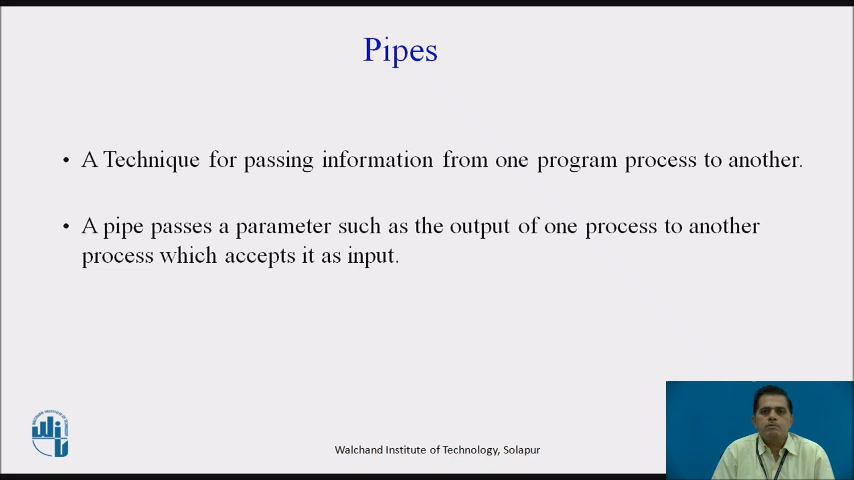 Pipes
• A Technique for passing information from one program process to another.
• A pipe passes a parameter such as the output of one process to another
process which accepts it as input.
Walchand Institute of Technology, Solapur